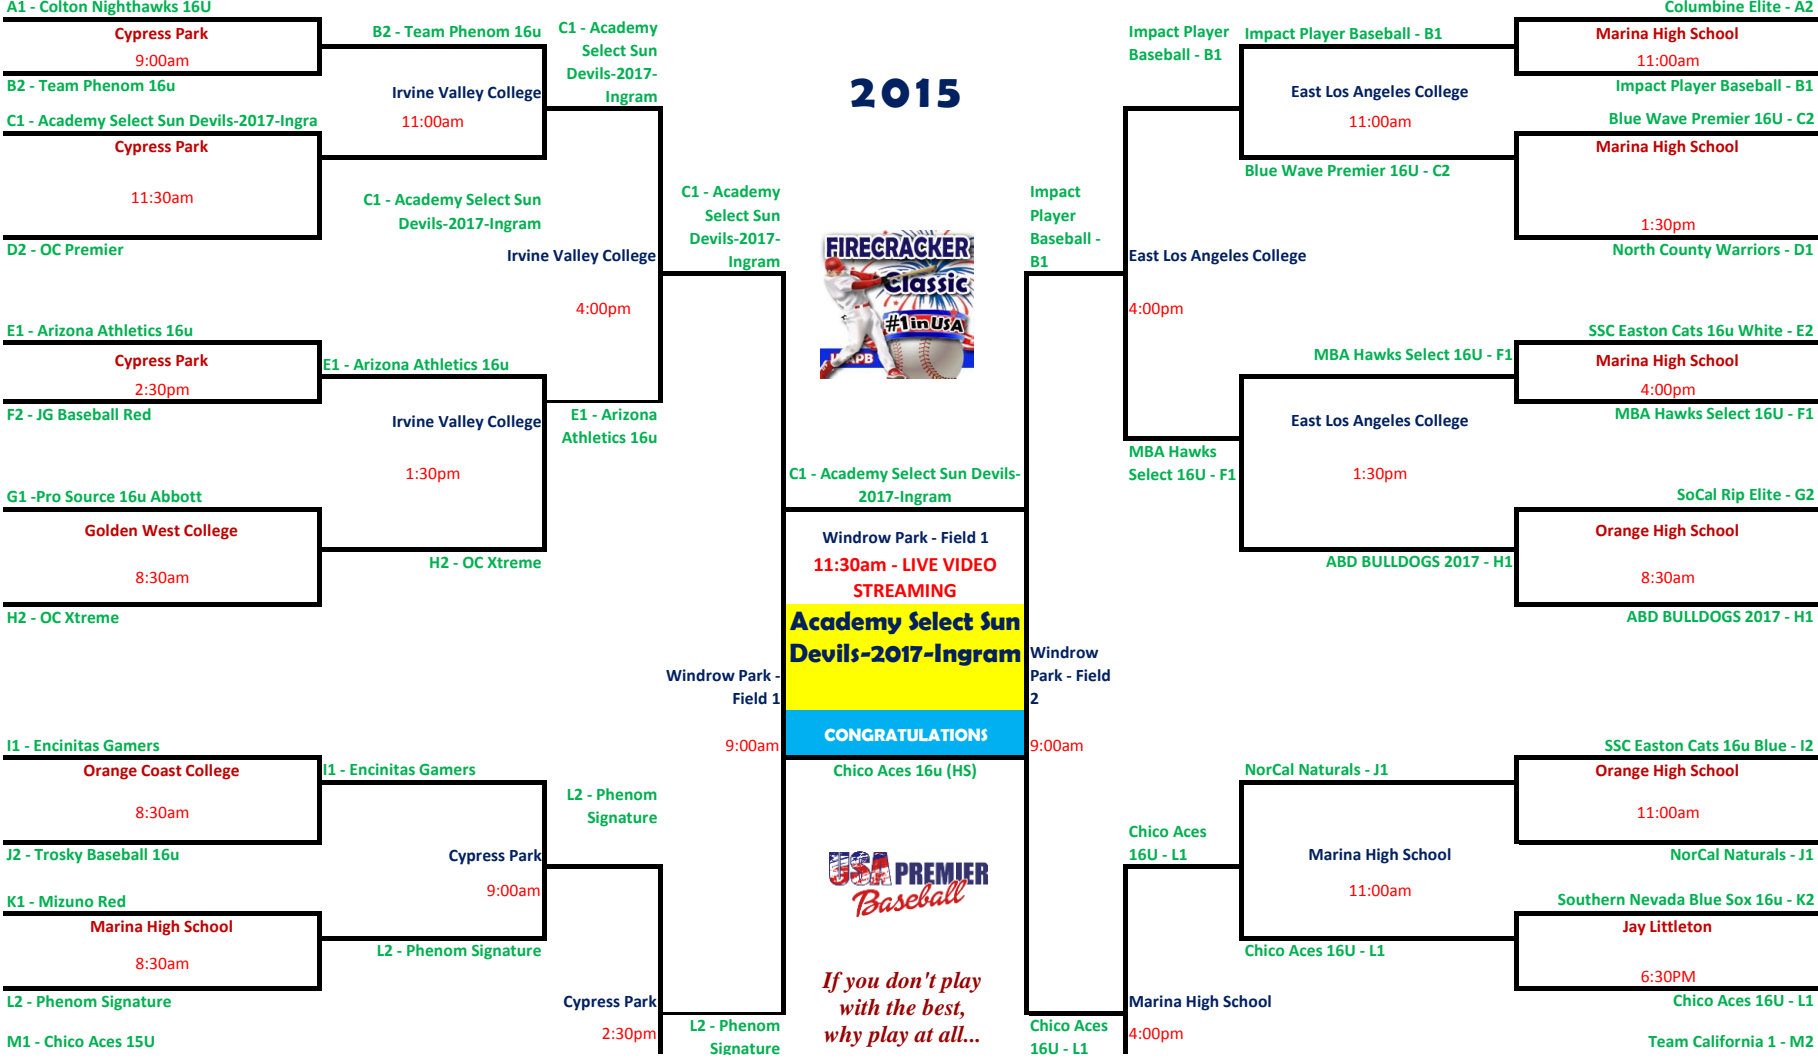 A1 - Colton Nighthawks 16U
Cypress Park
9:00am
B2 - Team Phenom 16u
C1 - Academy Select Sun Devils-2017-Ingra
Cypress Park
11:30am
D2 - OC Premier
E1 - Arizona Athletics 16u
Cypress Park
2:30pm
F2 - JG Baseball Red
G1 -Pro Source 16u Abbott
Golden West College
8:30am
H2 - OC Xtreme
I1 - Encinitas Gamers
Orange Coast College
8:30am
J2 - Trosky Baseball 16u
K1 - Mizuno Red
Marina High School
8:30am
L2 - Phenom Signature
M1 - Chico Aces 15U
B2 - Team Phenom 16u
Irvine Valley College
11:00am
C1 - Academy Select Sun
Devils-2017-Ingram
E1 - Arizona Athletics 16u
Irvine Valley College
1:30pm
H2 - OC Xtreme
I1 - Encinitas Gamers
Cypress Park
9:00am
L2 - Phenom Signature
C1 - Academy
Select Sun
Devils-2017-
Ingram
Irvine Valley College
4:00pm
E1 - Arizona
Athletics 16u
L2 - Phenom
Signature
Cypress Park
2:30pm
C1 - Academy
Select Sun
Devils-2017-
Ingram
Windrow Park -
Field 1
9:00am
L2 - Phenom
Signature
2015
FIRECRACKER
Classic
#1 in USA
C1 - Academy Select Sun Devils-
2017-Ingram
Windrow Park - Field 1
11:30am - LIVE VIDEO
STREAMING
Academy Select Sun
Devils-2017-Ingram
CONGRATULATIONS
Chico Aces 16u (HS)
USA PREMIER
Baseball
If you don't play
with the best,
why play at all...
Impact
Player
Baseball -
B1
Windrow
Park - Field
2
9:00am
Chico Aces
16U - L1
Impact Player
Baseball - B1
East Los Angeles College
4:00pm
MBA Hawks
Select 16U - F1
Chico Aces
16U - L1
Marina High School
4:00pm
Impact Player Baseball - B1
East Los Angeles College
11:00am
Blue Wave Premier 16U - C2
MBA Hawks Select 16U - F1
East Los Angeles College
1:30pm
ABD BULLDOGS 2017 - H1
NorCal Naturals - J1
Marina High School
11:00am
Chico Aces 16U - L1
Columbine Elite - A2
Marina High School
11:00am
Impact Player Baseball - B1
Blue Wave Premier 16U - C2
Marina High School
1:30pm
North County Warriors - D1
SSC Easton Cats 16u White - E2
Marina High School
4:00pm
MBA Hawks Select 16U - F1
SoCal Rip Elite - G2
Orange High School
8:30am
ABD BULLDOGS 2017 - H1
SSC Easton Cats 16u Blue - I2
Orange High School
11:00am
NorCal Naturals - J1
Southern Nevada Blue Sox 16u - K2
Jay Littleton
6:30PM
Chico Aces 16U - L1
Team California 1 - M2